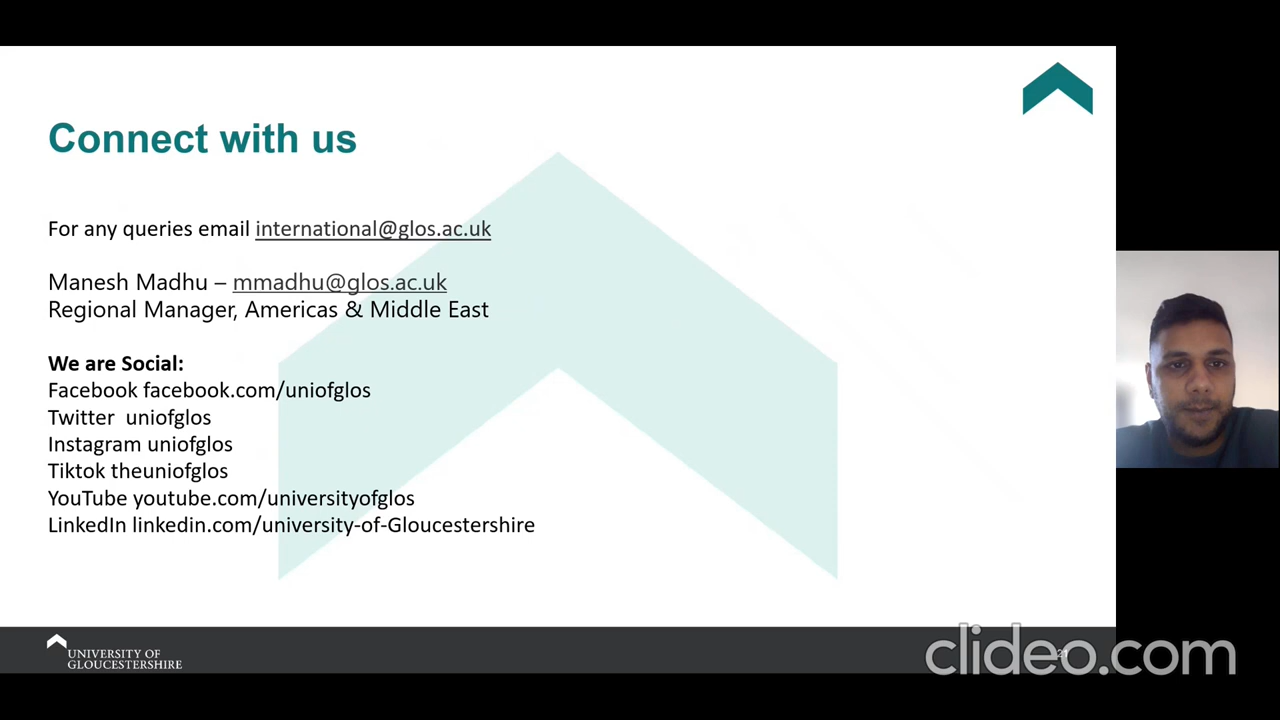 Connect with us
For any queries email international@glos.ac.uk
Manesh Madhu – mmadhu@glos.ac.uk
Regional Manager, Americas & Middle East
We are Social:
Facebook facebook.com/uniofglos
Twitter  uniofglos
Instagram uniofglos
Tiktok theuniofglos
YouTube youtube.com/universityofglos
LinkedIn linkedin.com/university-of-Gloucestershire
UNIVERSITY OF
GLOUCESTERSHIRE
21
clideo.com